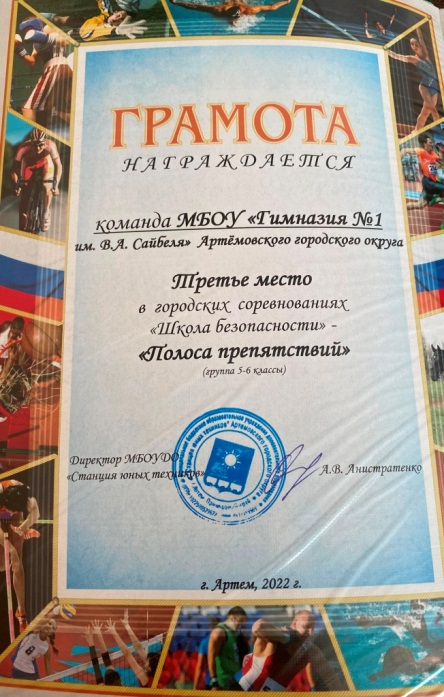 ГРАМОТА
НАГРАЖДАЕТСЯ
команда МБОУ «Гимназия №1
им. В.А. Сайбеля» Артёмовского городского округа
Третье место
в городских соревнованиях
«Школа безопасности» -
«Полоса препятствий»
(группа 5-6 классы)
Директор МБОУДО
«Станция юных техников»
А.В. Анистратенко
г. Артем, 2022 г.